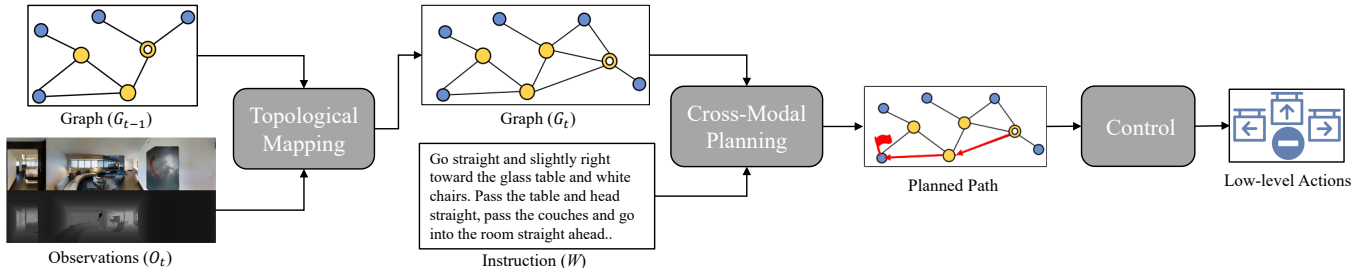 Graph (G_{t-1})
Topological
Mapping
Observations (O_t)
Graph (G_t)
Go straight and slightly right
toward the glass table and white
chairs. Pass the table and head
straight, pass the couches and go
into the room straight ahead..
Instruction (W)
Cross-Modal
Planning
Planned Path
Control
Low-level Actions